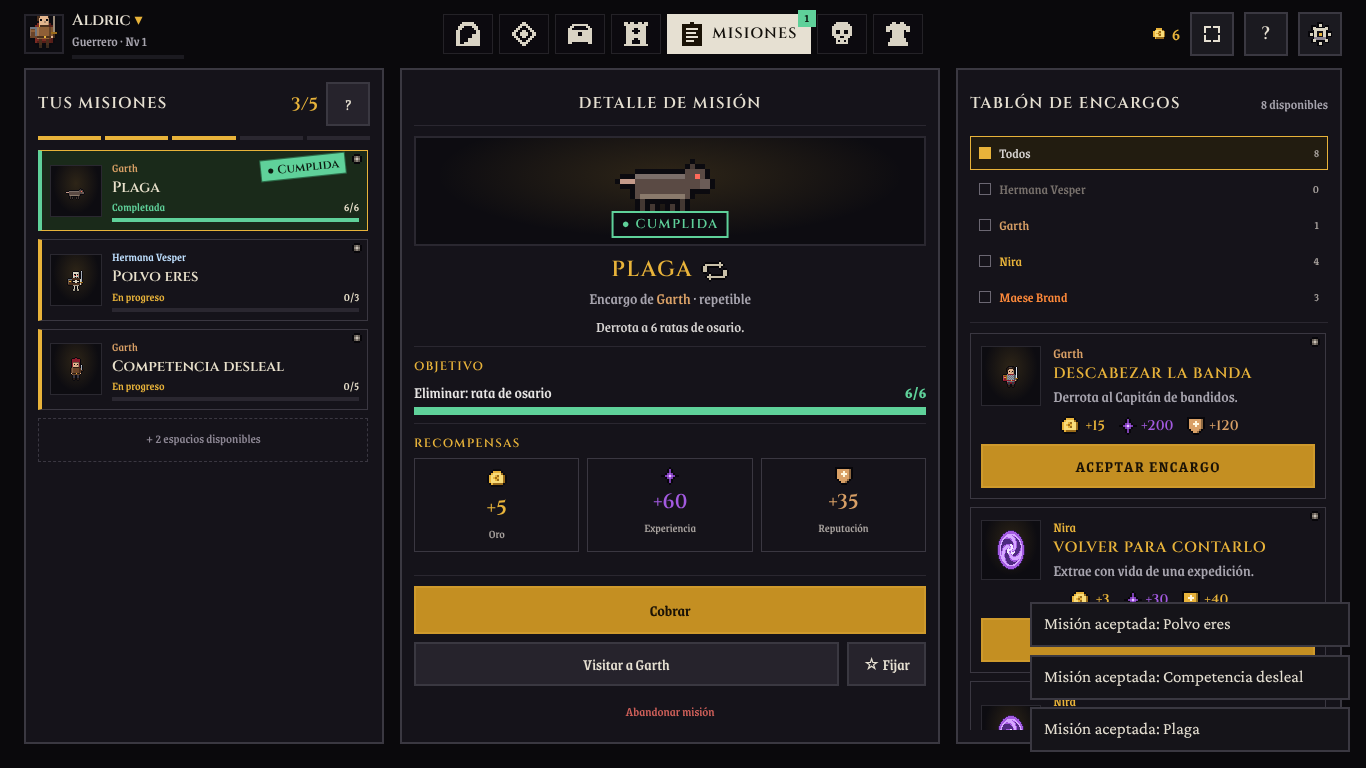 ALDRIC ▾
Guerrero · Nv 1
MISIONES
1
6
?
TUS MISIONES
3/5
?
Garth
PLAGA
• CUMPLIDA
Completada
6/6
Hermana Vesper
POLVO ERES
En progreso
0/3
Garth
COMPETENCIA DESLEAL
En progreso
0/5
+ 2 espacios disponibles
DETALLE DE MISIÓN
• CUMPLIDA
PLAGA
Encargo de Garth · repetible
Derrota a 6 ratas de osario.
OBJETIVO
Eliminar: rata de osario
6/6
RECOMPENSAS
+5
Oro
+60
Experiencia
+35
Reputación
Cobrar
Visitar a Garth
☆ Fijar
Abandonar misión
TABLÓN DE ENCARGOS
8 disponibles
Todos
8
Hermana Vesper
0
Garth
1
Nira
4
Maese Brand
3
Garth
DESCABEZAR LA BANDA
Derrota al Capitán de bandidos.
+15
+200
+120
ACEPTAR ENCARGO
Nira
VOLVER PARA CONTARLO
Extrae con vida de una expedición.
+3
+30
+40
Misión aceptada: Polvo eres
Misión aceptada: Competencia desleal
Nira
Misión aceptada: Plaga